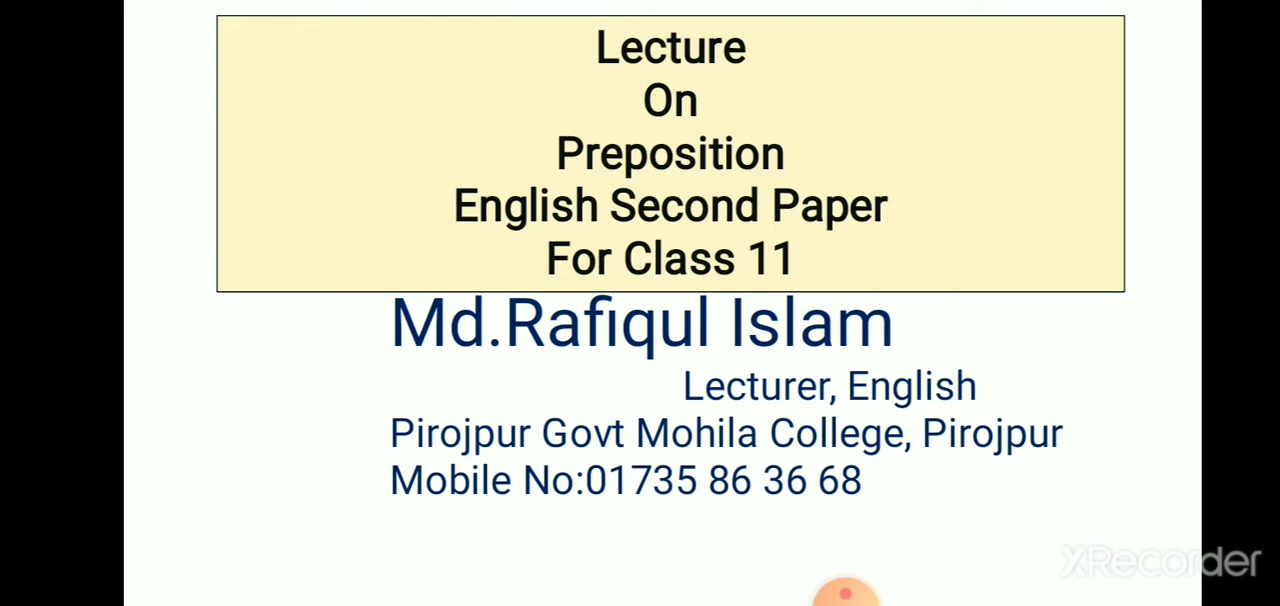 Lecture
On
Preposition
English Second Paper
For Class 11
Md.Rafiqul Islam
Lecturer, English
Pirojpur Govt Mohila College, Pirojpur
Mobile No:01735 86 36 68
XRecorder